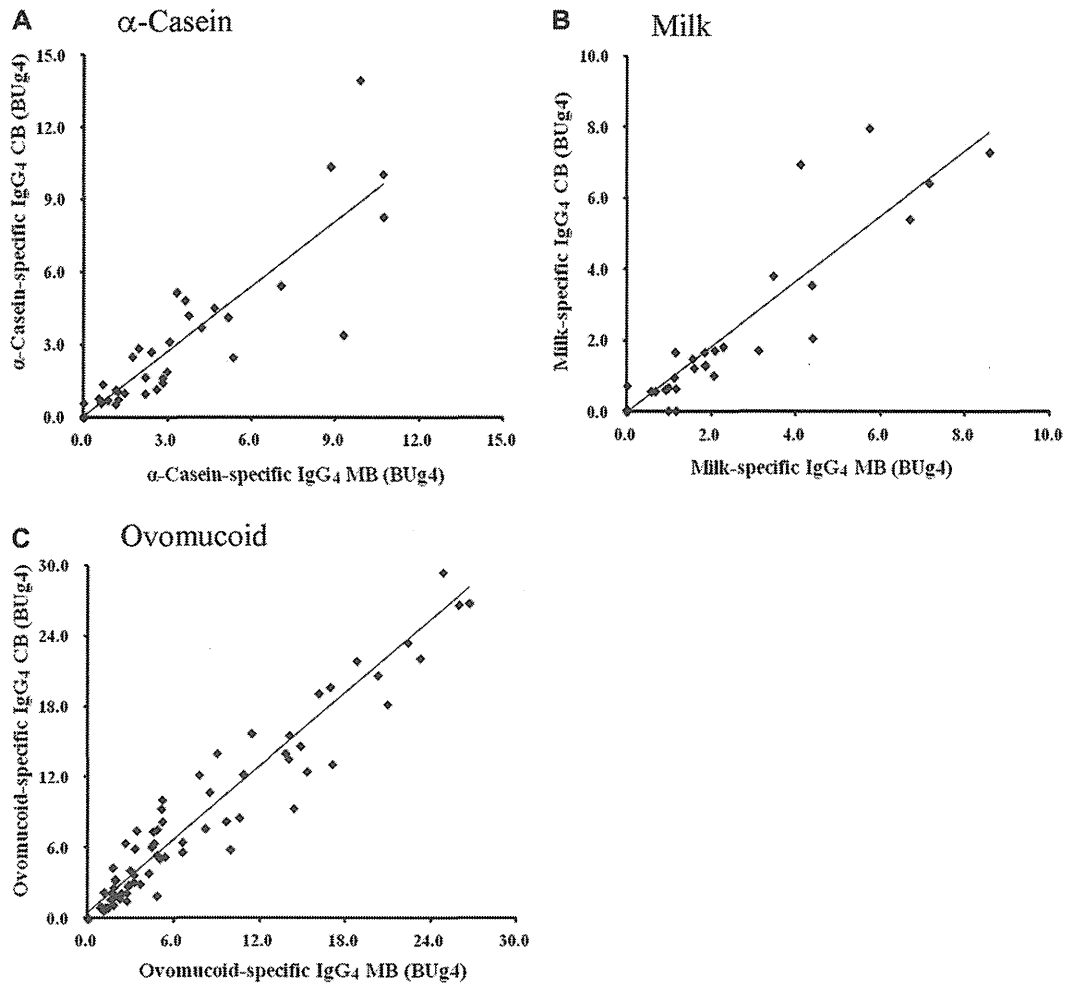 A
α-Casein
15.0
12.0
9.0
6.0
3.0
0.0
α-Casein-specific IgG4 CB (BUg4)
0.0 3.0 6.0 9.0 12.0 15.0
α-Casein-specific IgG4 MB (BUg4)
B
Milk
10.0
8.0
6.0
4.0
2.0
0.0
Milk-specific IgG4 CB (BUg4)
0.0 2.0 4.0 6.0 8.0 10.0
Milk-specific IgG4 MB (BUg4)
C
Ovomucoid
30.0
24.0
18.0
12.0
6.0
0.0
Ovomucoid-specific IgG4 CB (BUg4)
0.0 6.0 12.0 18.0 24.0 30.0
Ovomucoid-specific IgG4 MB (BUg4)